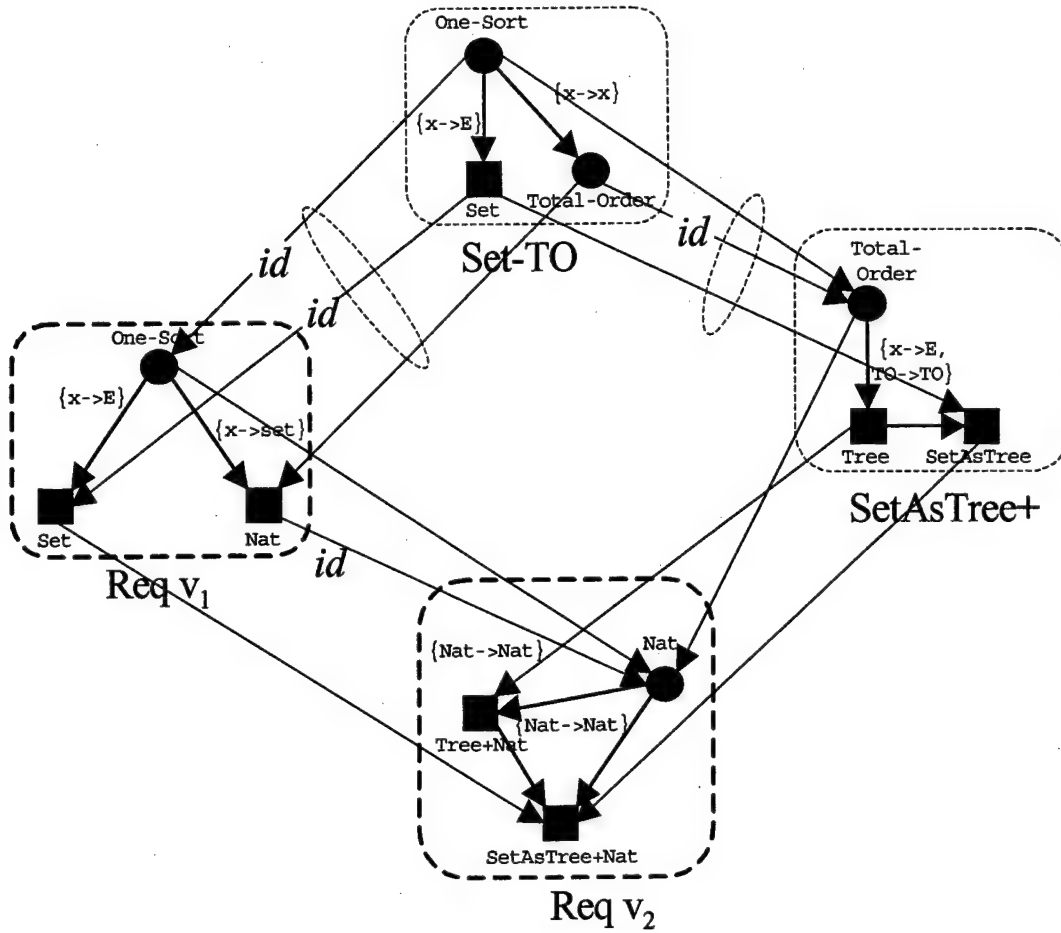 One-Sort
{x->x}
{x->E}
Set
Total-Order
Set-TO
id
id
id
Total-
Order
{x->E,
TO->TO}
Tree
SetAsTree
SetAsTree+
One-Sort
{x->E}
{x->set}
Set
Nat
Req v₁
id
{Nat->Nat}
Nat
{Nat->Nat}
Tree+Nat
SetAsTree+Nat
Req v₂